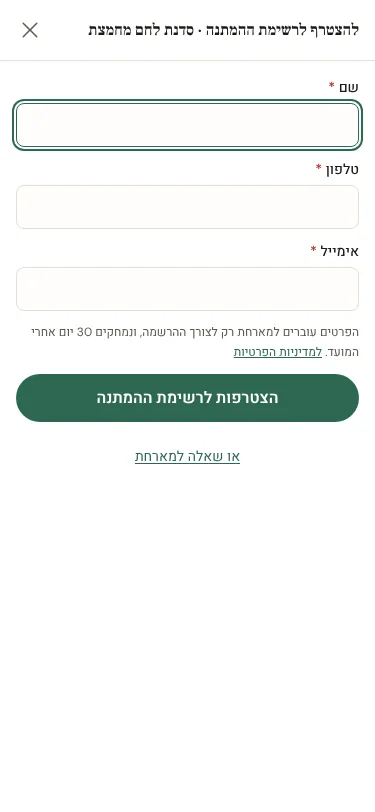 להצטרף לרשימת ההמתנה · סדנת לחם מחמצת
שם *
טלפון *
אימייל *
הפרטים עוברים למארחת רק לצורך ההרשמה, ונמחקים 30 יום אחרי
המועד. למדיניות הפרטיות
הצטרפות לרשימת ההמתנה
או שאלה למארחת